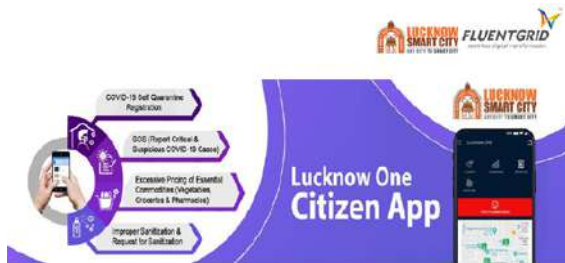 LUCKNOW
SMART CITY
FLUENTGRID
COVID-19 Self Quarantine
Registration
SOS (Report Critical &
Suspicious COVID-19 Cases)
Excessive Pricing of Essential
Commodities (Vegetables,
Groceries & Pharmacies)
Improper Sanitization &
Request for Sanitization
Lucknow One
Citizen App
LUCKNOW
SMART CITY